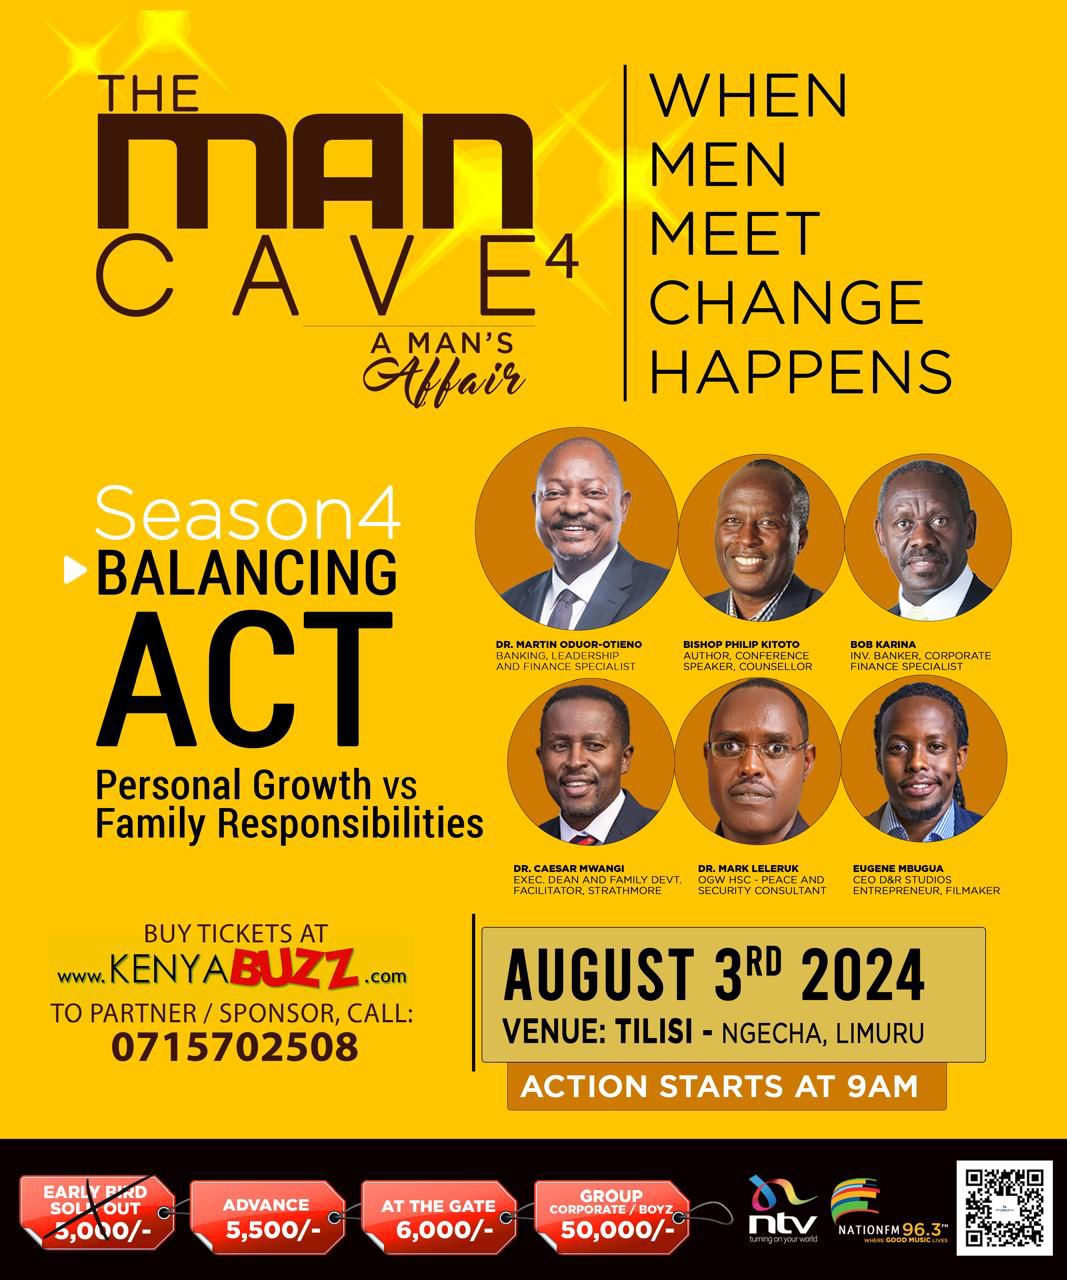 THE
MAN
CAVE4
A MAN'S
Affair
WHEN
MEN
MEET
CHANGE
HAPPENS
Season4
BALANCING
ACT
Personal Growth vs
Family Responsibilities
DR. MARTIN ODUOR-OTIENO
BANKING, LEADERSHIP
AND FINANCE SPECIALIST
BISHOP PHILIP KITOTO
AUTHOR, CONFERENCE
SPEAKER, COUNSELLOR
BOB KARINA
INV. BANKER, CORPORATE
FINANCE SPECIALIST
DR. CAESAR MWANGI
EXEC. DEAN AND FAMILY DEVT.
FACILITATOR, STRATHMORE
DR. MARK LELERUK
OGW HSC - PEACE AND
SECURITY CONSULTANT
EUGENE MBUGUA
CEO D&R STUDIOS
ENTREPRENEUR, FILMAKER
BUY TICKETS AT
www.KENYABUZZ.com
TO PARTNER / SPONSOR, CALL:
0715702508
AUGUST 3RD 2024
VENUE: TILISI - NGECHA, LIMURU
ACTION STARTS AT 9AM
EARLY BIRD
SOLD OUT
5,000/-
ADVANCE
5,500/-
AT THE GATE
6,000/-
GROUP
CORPORATE / BOYZ
50,000/-
ntv
turning on your world
NATIONFM 96.3™
WHERE GOOD MUSIC LIVES